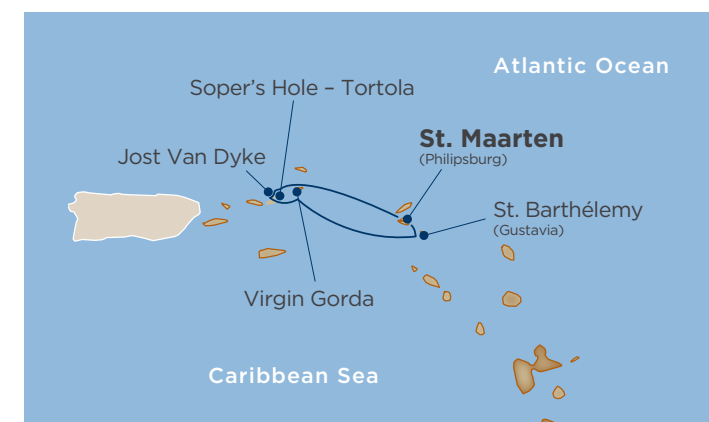 Atlantic Ocean
Soper's Hole – Tortola
St. Maarten
(Philipsburg)
Jost Van Dyke
St. Barthélemy
(Gustavia)
Virgin Gorda
Caribbean Sea